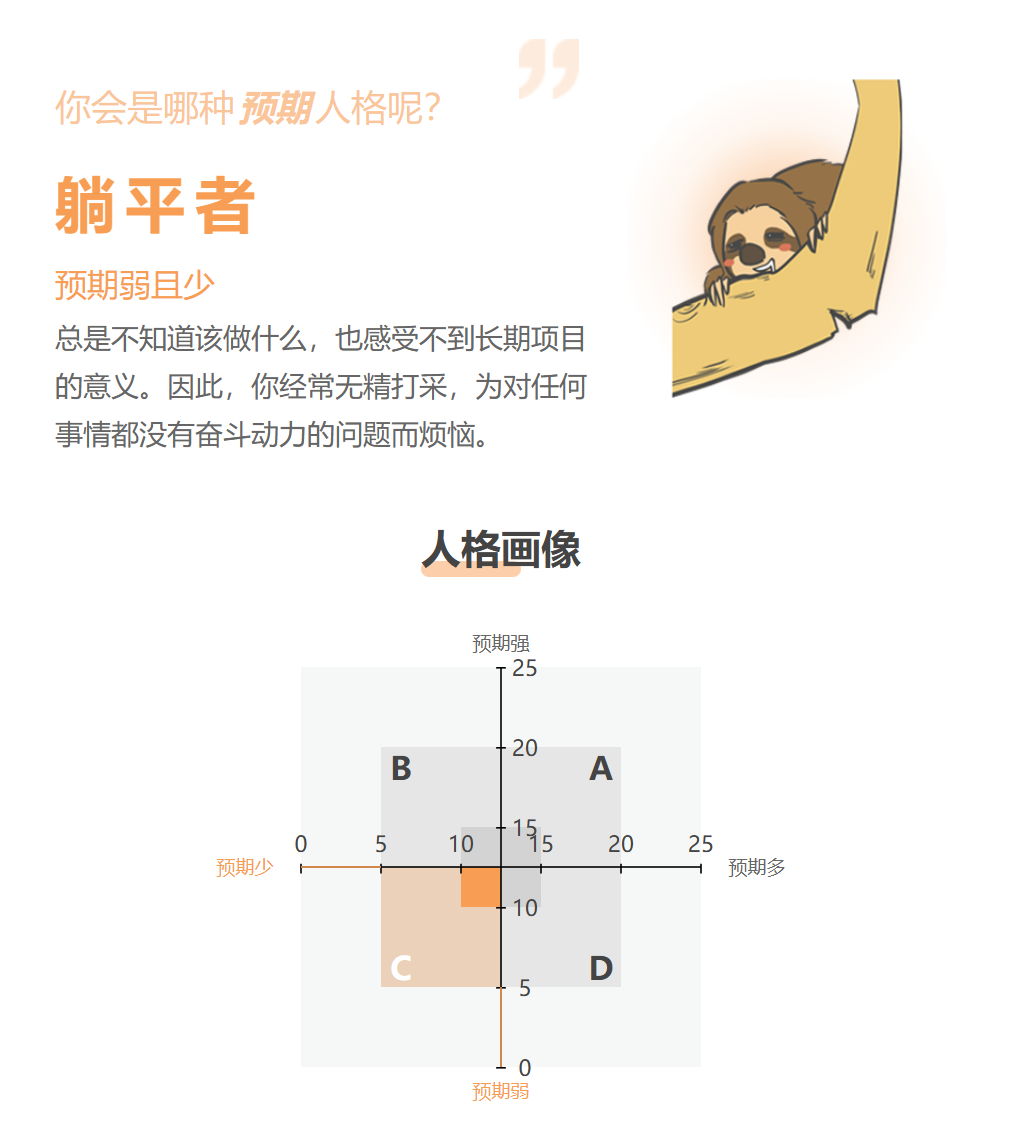 你会是哪种预期人格呢？
躺平者
预期弱且少
总是不知道该做什么，也感受不到长期项目
的意义。因此，你经常无精打采，为对任何
事情都没有奋斗动力的问题而烦恼。
人格画像
预期强
25
20
B
A
15
0
5
10
15
20
25
预期少
预期多
10
C
D
5
0
预期弱